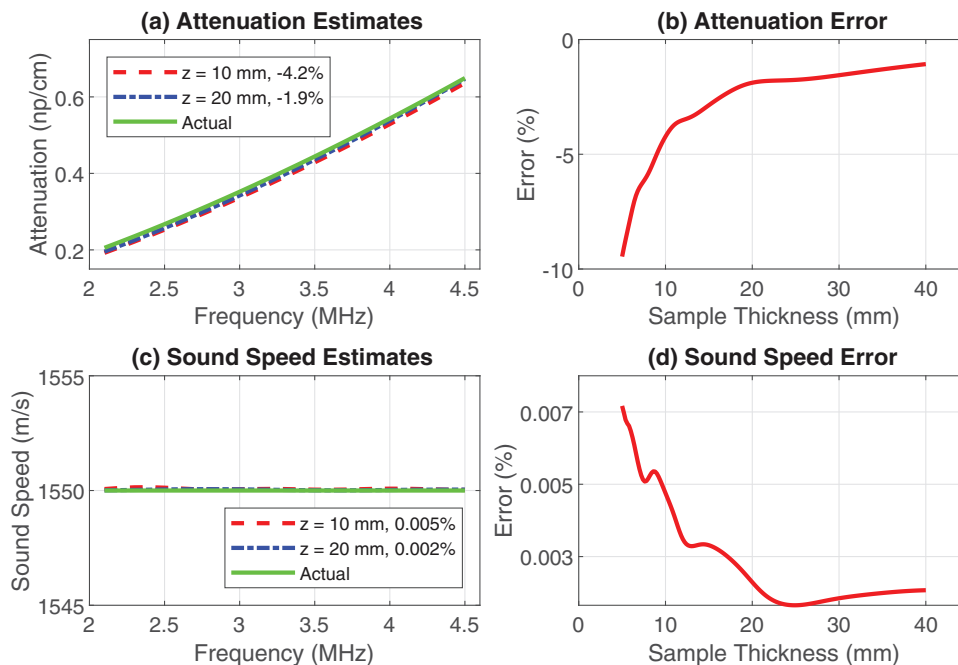 (a) Attenuation Estimates
Attenuation (np/cm)
0.6
0.4
0.2
z = 10 mm, -4.2%
z = 20 mm, -1.9%
Actual
2
2.5
3
3.5
4
4.5
Frequency (MHz)
(b) Attenuation Error
Error (%)
0
-5
-10
0
10
20
30
40
Sample Thickness (mm)
(c) Sound Speed Estimates
Sound Speed (m/s)
1555
1550
1545
z = 10 mm, 0.005%
z = 20 mm, 0.002%
Actual
2
2.5
3
3.5
4
4.5
Frequency (MHz)
(d) Sound Speed Error
Error (%)
0.007
0.005
0.003
0
10
20
30
40
Sample Thickness (mm)